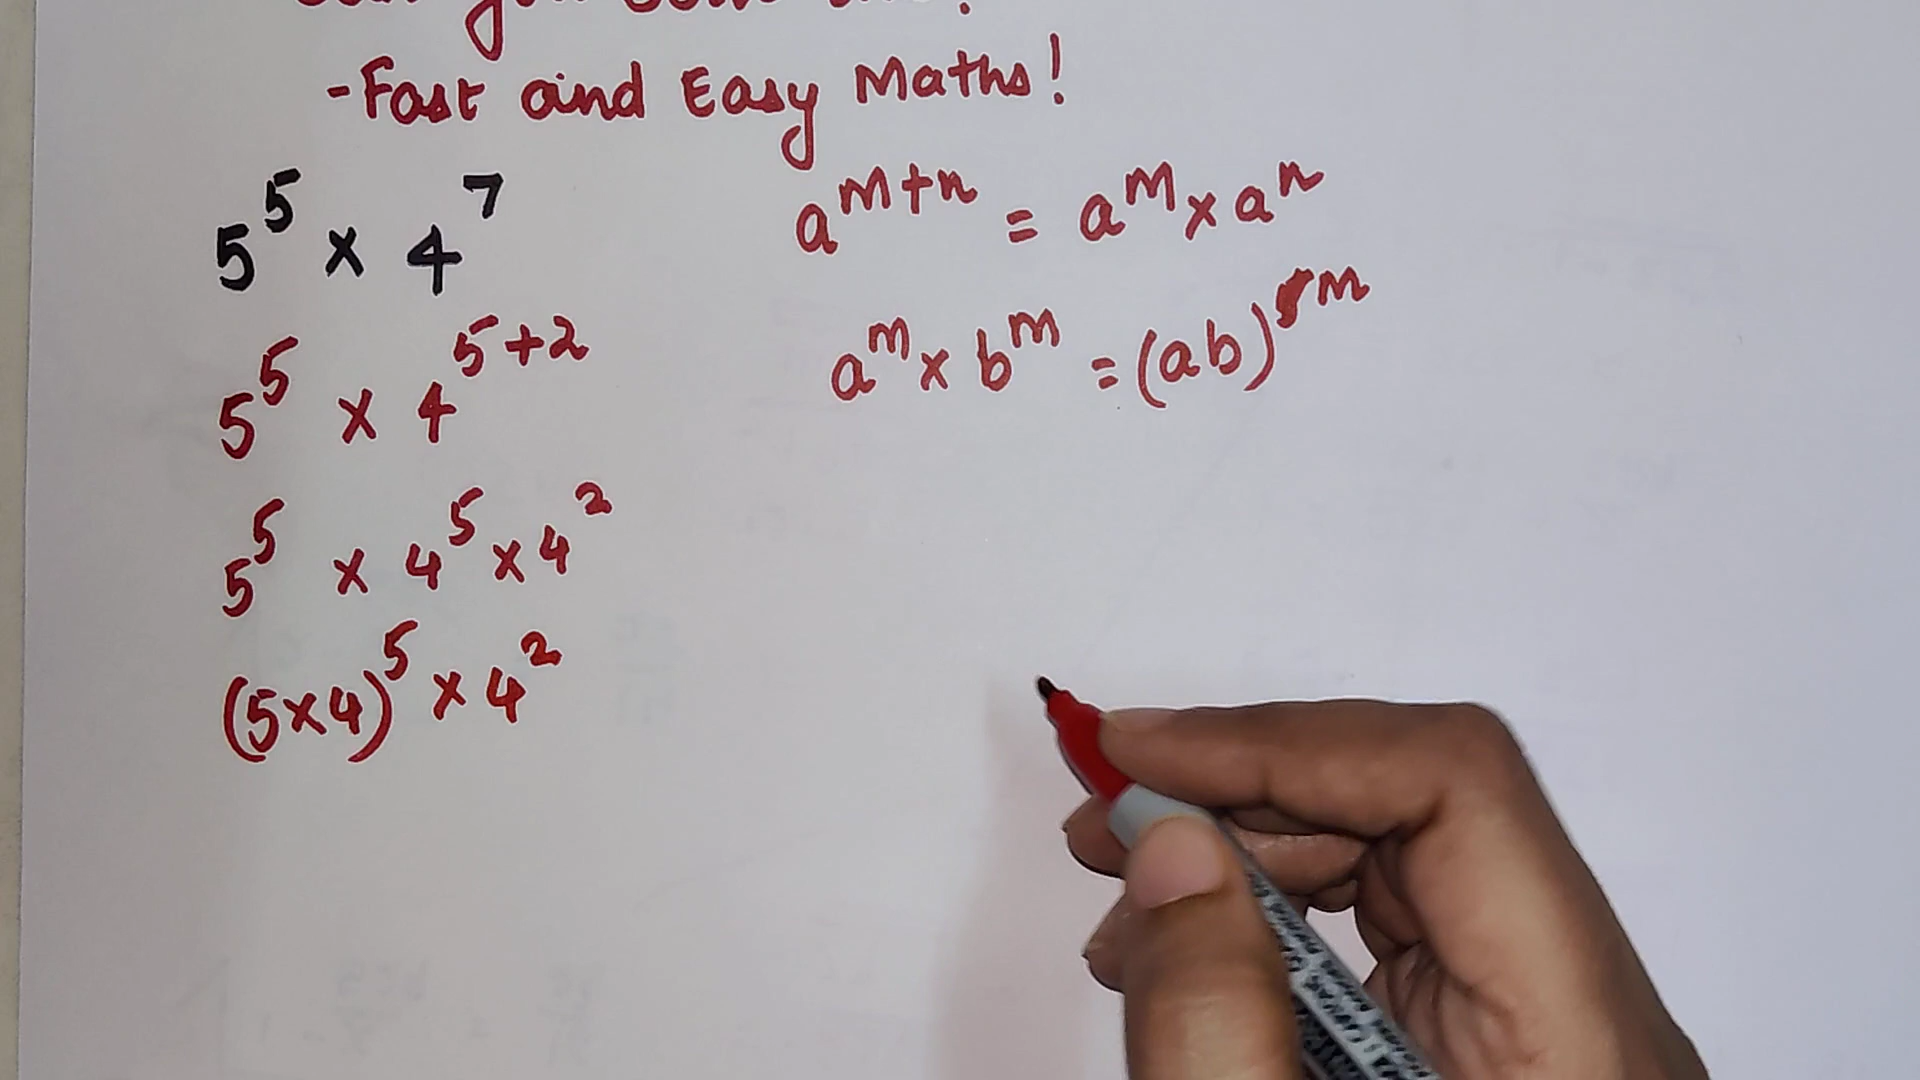 -Fast and Easy Maths!
5⁵ × 4⁷
5⁵ × 4⁵⁺²
5⁵ × 4⁵ × 4²
(5×4)⁵ × 4²
aᵐ⁺ⁿ = aᵐ × aⁿ
aᵐ × bᵐ = (ab)ᵐ